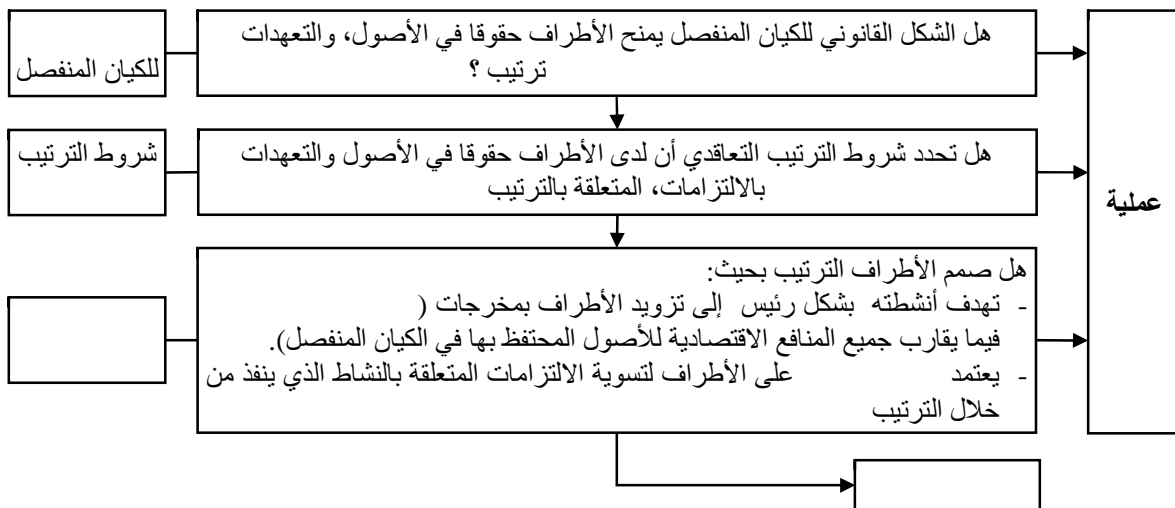 هل الشكل القانوني للكيان المنفصل يمنح الأطراف حقوقا في الأصول، والتعهدات
ترتيب ؟
للكيان المنفصل
هل تحدد شروط الترتيب التعاقدي أن لدى الأطراف حقوقا في الأصول والتعهدات
بالالتزامات، المتعلقة بالترتيب
شروط الترتيب
عملية
هل صمم الأطراف الترتيب بحيث:
- تهدف أنشطته بشكل رئيس إلى تزويد الأطراف بمخرجات (
فيما يقارب جميع المنافع الاقتصادية للأصول المحتفظ بها في الكيان المنفصل).
- يعتمد على الأطراف لتسوية الالتزامات المتعلقة بالنشاط الذي ينفذ من
خلال الترتيب